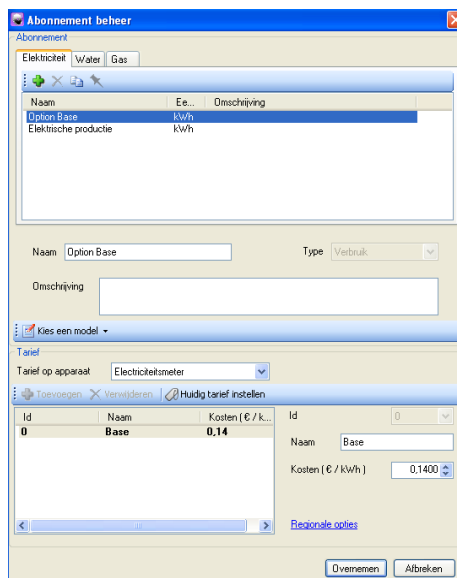 Abonnement beheer
Abonnement
Elektriciteit Water Gas
Naam Ee... Omschrijving
Option Base kWh
Elektrische productie kWh
Naam Option Base Type Verbruik
Omschrijving
Kies een model
Tarief
Tarief op apparaat Electriciteitsmeter
Toevoegen Verwijderen Huidig tarief instellen
Id Naam Kosten ( € / k...
0 Base 0,14
Id 0
Naam Base
Kosten ( € / kWh ) 0,1400
Regionale opties
Overnemen Afbreken